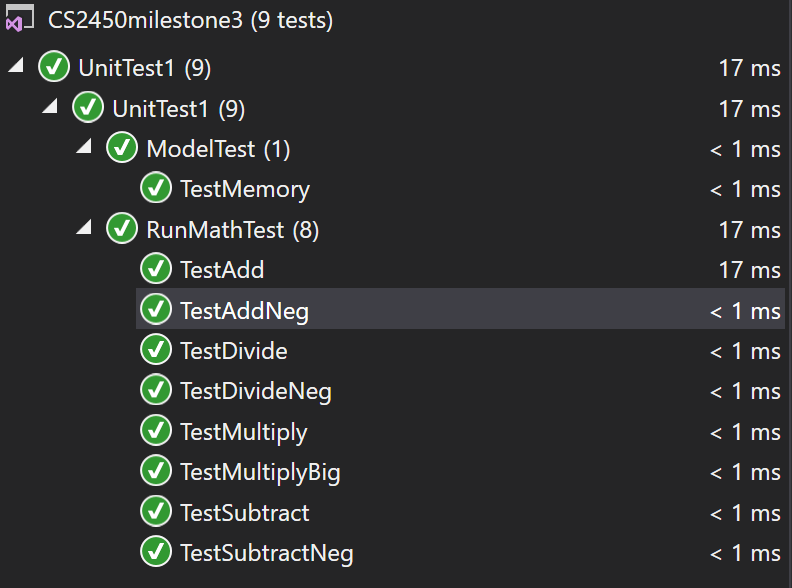 CS2450milestone3 (9 tests)
UnitTest1 (9) 17 ms
UnitTest1 (9) 17 ms
ModelTest (1) < 1 ms
TestMemory < 1 ms
RunMathTest (8) 17 ms
TestAdd 17 ms
TestAddNeg < 1 ms
TestDivide < 1 ms
TestDivideNeg < 1 ms
TestMultiply < 1 ms
TestMultiplyBig < 1 ms
TestSubtract < 1 ms
TestSubtractNeg < 1 ms